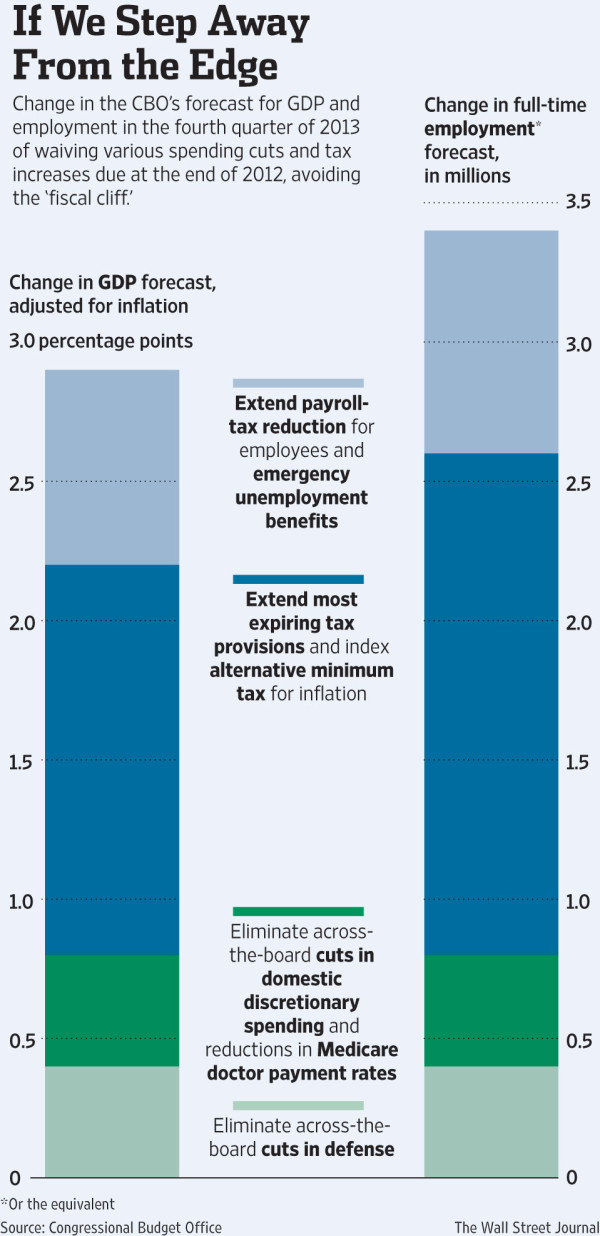 If We Step Away
From the Edge
Change in the CBO's forecast for GDP and
employment in the fourth quarter of 2013
of waiving various spending cuts and tax
increases due at the end of 2012, avoiding
the ‘fiscal cliff.’
Change in GDP forecast,
adjusted for inflation
3.0 percentage points
2.5
2.0
1.5
1.0
0.5
0
Extend payroll-
tax reduction for
employees and
emergency
unemployment
benefits
Extend most
expiring tax
provisions and index
alternative minimum
tax for inflation
Eliminate across-
the-board cuts in
domestic
discretionary
spending and
reductions in Medicare
doctor payment rates
Eliminate across-the-
board cuts in defense
Change in full-time
employment*
forecast,
in millions
3.5
3.0
2.5
2.0
1.5
1.0
0.5
0
*Or the equivalent
Source: Congressional Budget Office
The Wall Street Journal